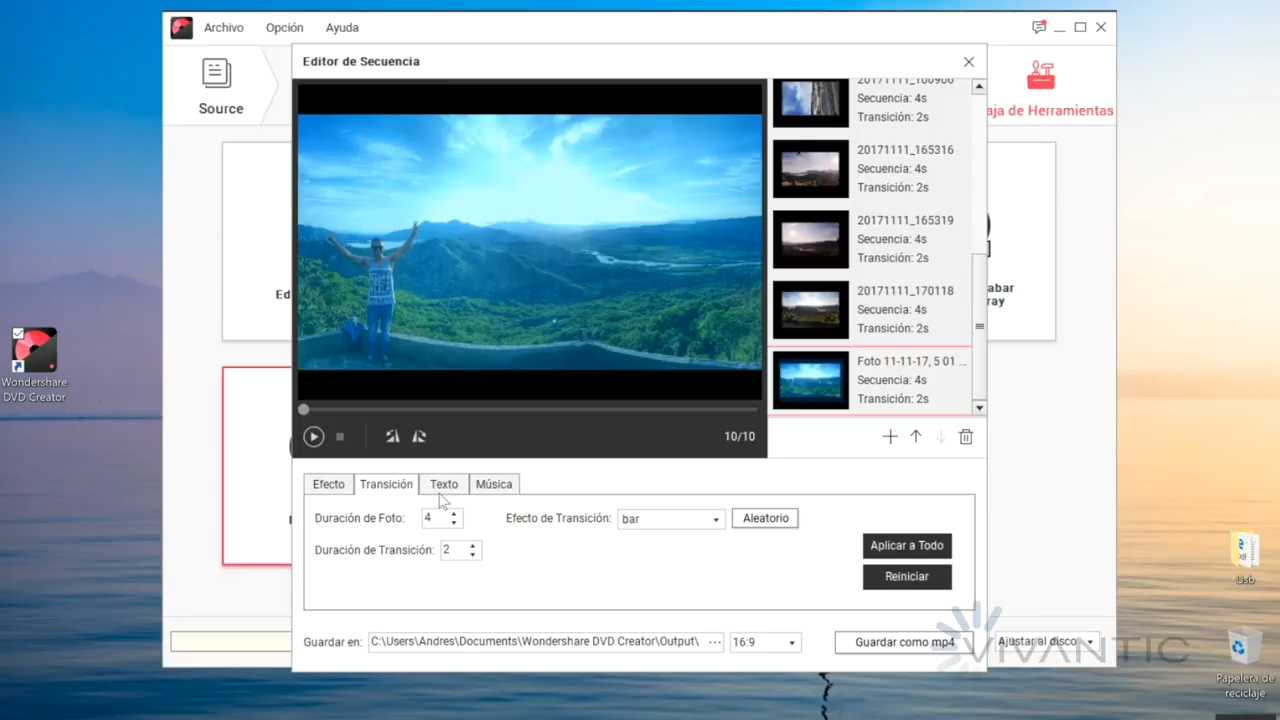 Archivo Opción Ayuda
Editor de Secuencia
Source
aja de Herramientas
20171111_160906
Secuencia: 4s
Transición: 2s
20171111_165316
Secuencia: 4s
Transición: 2s
20171111_165319
Secuencia: 4s
Transición: 2s
20171111_170118
Secuencia: 4s
Transición: 2s
Foto 11-11-17, 5 01 ...
Secuencia: 4s
Transición: 2s
Ed
abar
ray
10/10
Efecto Transición Texto Música
Duración de Foto: 4 Efecto de Transición: bar Aleatorio
Duración de Transición: 2
Aplicar a Todo
Reiniciar
Guardar en: C:\Users\Andres\Documents\Wondershare DVD Creator\Output\ ... 16:9 Guardar como mp4
Ajustar al disco
VIVANTIC
Wondershare
DVD Creator
Usb
Papelera de
reciclaje